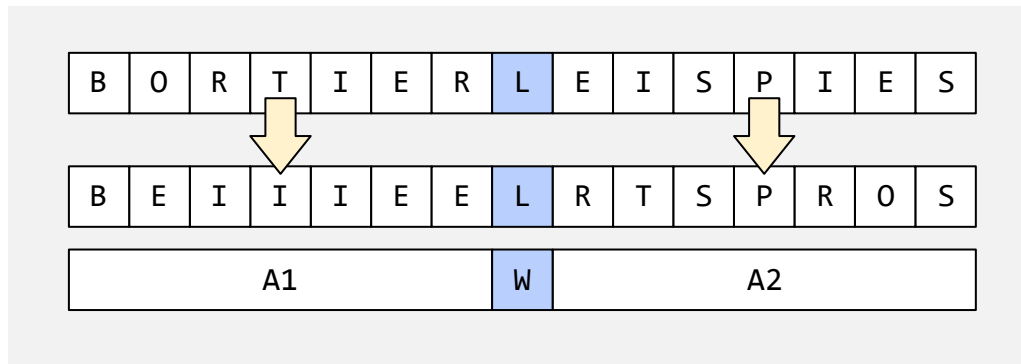 B O R T I E R L E I S P I E S
B E I I I E E L R T S P R O S
A1 W A2